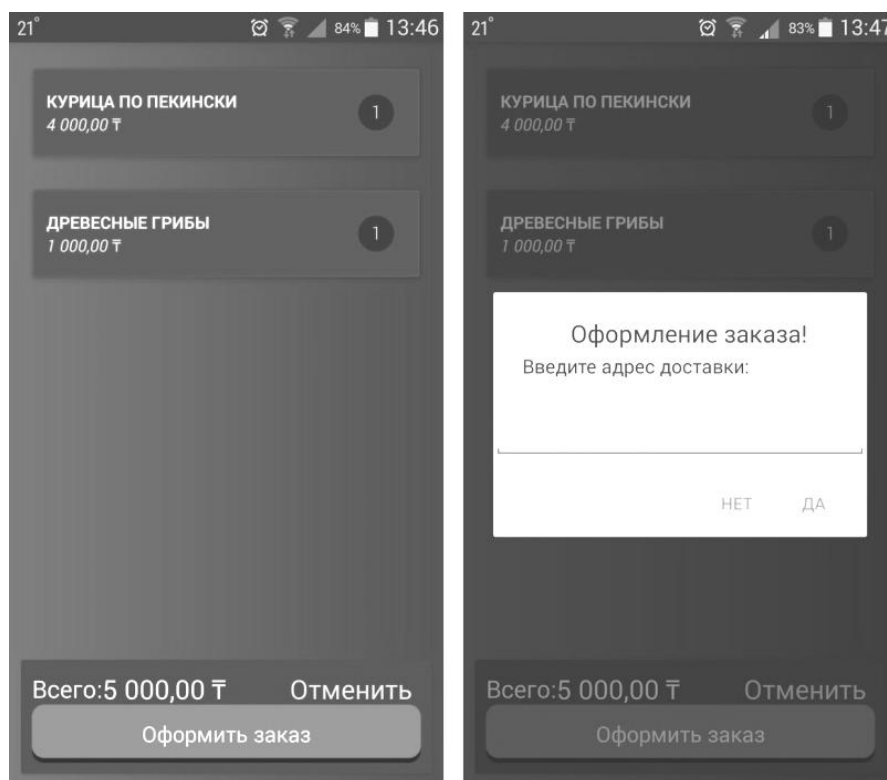 21° 84% 13:46
КУРИЦА ПО ПЕКИНСКИ
4 000,00 ₸
1
ДРЕВЕСНЫЕ ГРИБЫ
1 000,00 ₸
1
Всего:5 000,00 ₸ Отменить
Оформить заказ
21° 83% 13:47
КУРИЦА ПО ПЕКИНСКИ
4 000,00 ₸
1
ДРЕВЕСНЫЕ ГРИБЫ
1 000,00 ₸
1
Оформление заказа!
Введите адрес доставки:
НЕТ ДА
Всего:5 000,00 ₸ Отменить
Оформить заказ